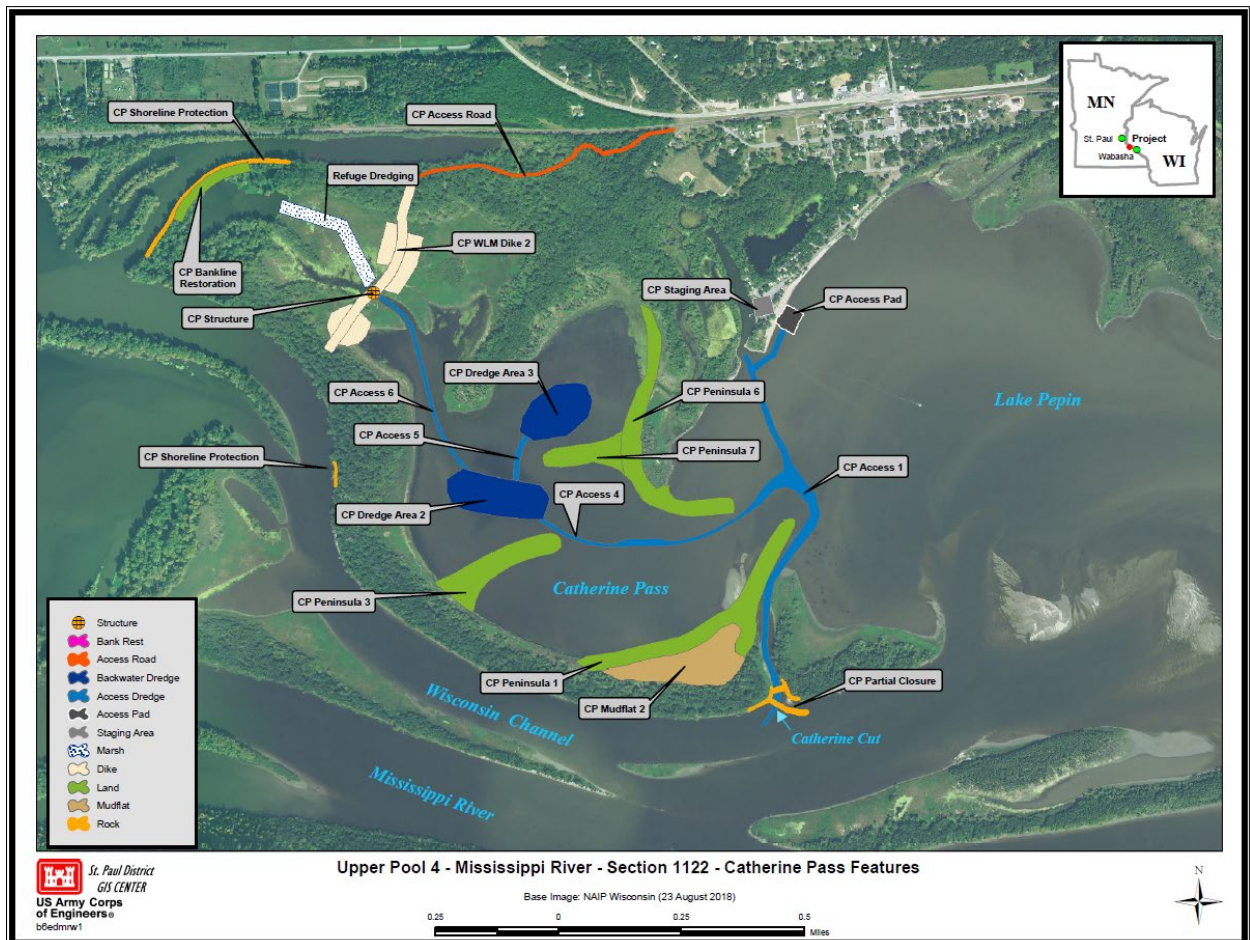 MN
St. Paul
Project
Wabasha
WI
CP Shoreline Protection
CP Access Road
Refuge Dredging
CP WLM Dike 2
CP Bankline
Restoration
CP Structure
CP Staging Area
CP Access Pad
CP Dredge Area 3
CP Access 6
CP Peninsula 6
Lake Pepin
CP Access 5
CP Peninsula 7
CP Shoreline Protection
CP Access 1
CP Access 4
CP Dredge Area 2
Catherine Pass
CP Peninsula 3
CP Peninsula 1
CP Partial Closure
CP Mudflat 2
Wisconsin Channel
Catherine Cut
Mississippi River
Structure
Bank Rest
Access Road
Backwater Dredge
Access Dredge
Access Pad
Staging Area
Marsh
Dike
Land
Mudflat
Rock
St. Paul District
GIS CENTER
US Army Corps
of Engineers®
b6edmrw1
Upper Pool 4 - Mississippi River - Section 1122 - Catherine Pass Features
Base Image: NAIP Wisconsin (23 August 2018)
0.25 0 0.25 0.5
Miles
N